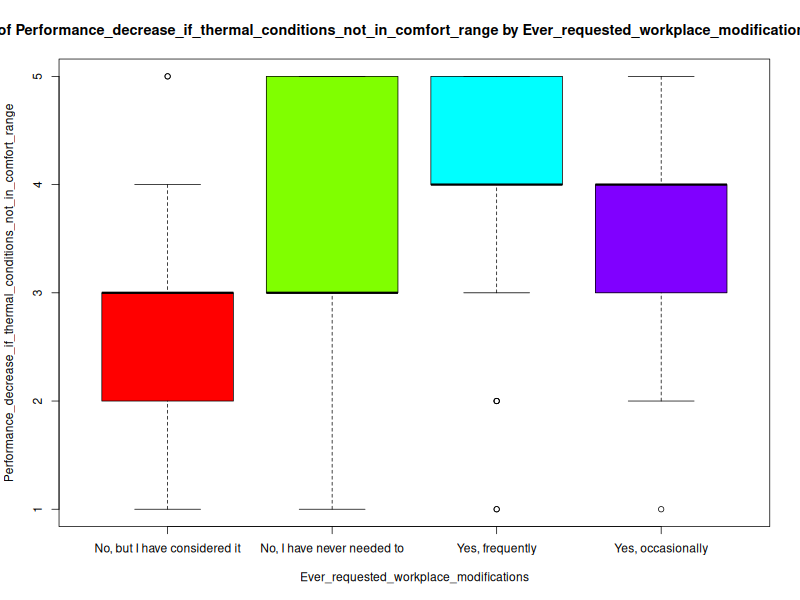 of Performance_decrease_if_thermal_conditions_not_in_comfort_range by Ever_requested_workplace_modification
Performance_decrease_if_thermal_conditions_not_in_comfort_range
5
4
3
2
1
No, but I have considered it No, I have never needed to Yes, frequently Yes, occasionally
Ever_requested_workplace_modifications